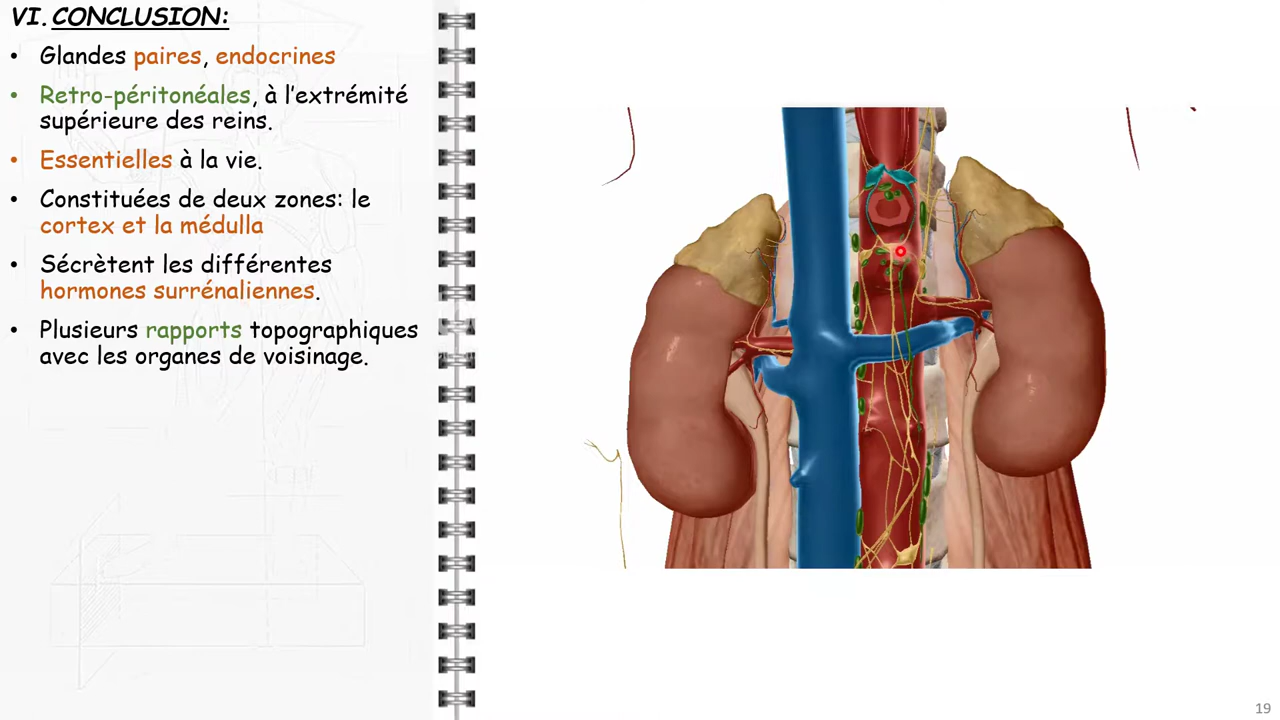 VI. CONCLUSION:
• Glandes paires, endocrines
• Retro-péritonéales, à l'extrémité
supérieure des reins.
• Essentielles à la vie.
• Constituées de deux zones: le
cortex et la médulla
• Sécrètent les différentes
hormones surrénaliennes.
• Plusieurs rapports topographiques
avec les organes de voisinage.
19